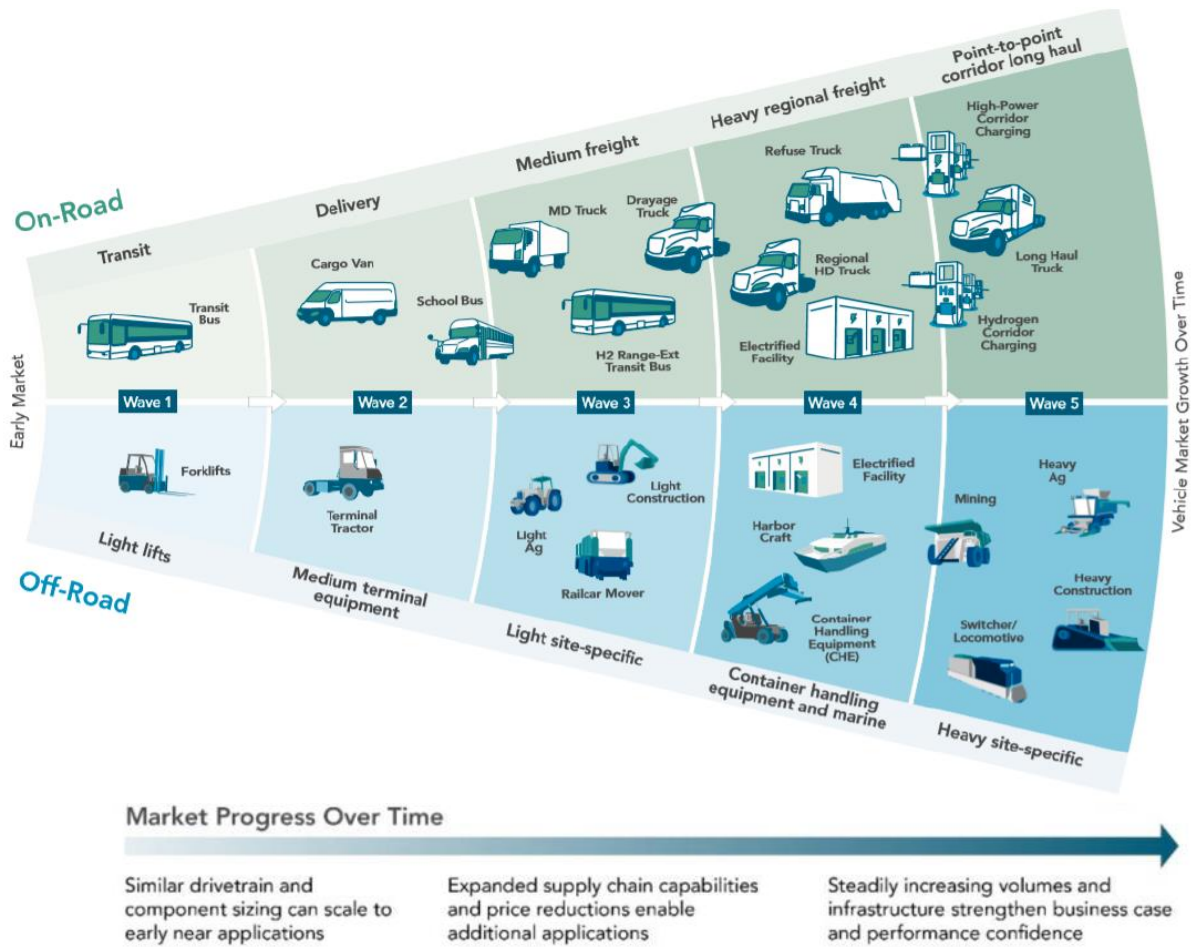 Point-to-point
corridor long haul
Heavy regional freight
Medium freight
Delivery
Transit
On-Road
High-Power
Corridor
Charging
Refuse Truck
Drayage
Truck
MD Truck
Long Haul
Truck
Regional
HD Truck
Cargo Van
School Bus
Transit
Bus
H2
Hydrogen
Corridor
Charging
Electrified
Facility
H2 Range-Ext
Transit Bus
Early Market
Wave 1
Wave 2
Wave 3
Wave 4
Wave 5
Vehicle Market Growth Over Time
Forklifts
Terminal
Tractor
Light
Construction
Light
Ag
Railcar Mover
Electrified
Facility
Harbor
Craft
Container
Handling
Equipment
(CHE)
Heavy
Ag
Mining
Heavy
Construction
Switcher/
Locomotive
Off-Road
Light lifts
Medium terminal
equipment
Light site-specific
Container handling
equipment and marine
Heavy site-specific
Market Progress Over Time
Similar drivetrain and
component sizing can scale to
early near applications
Expanded supply chain capabilities
and price reductions enable
additional applications
Steadily increasing volumes and
infrastructure strengthen business case
and performance confidence